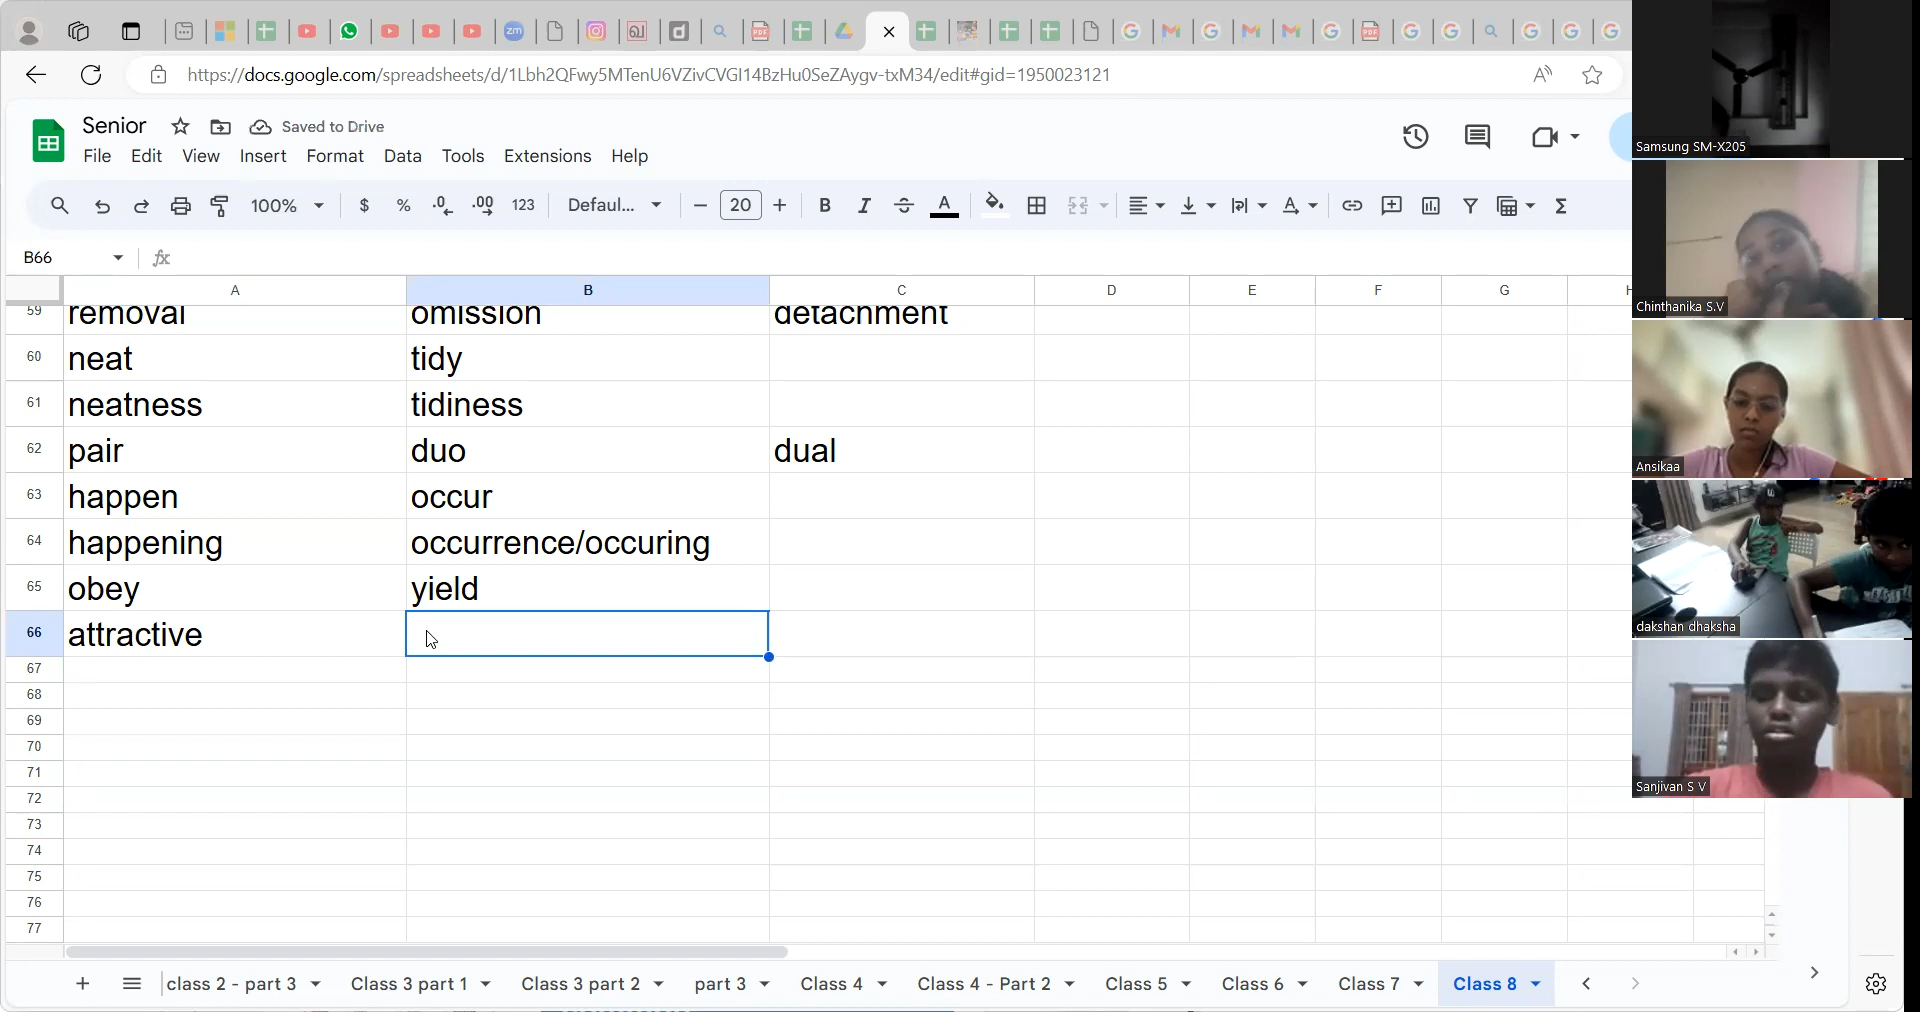 zm
PDF
PDF
https://docs.google.com/spreadsheets/d/1Lbh2QFwy5MTenU6VZivCVGI14BzHu0SeZAygv-txM34/edit#gid=1950023121
Senior
Saved to Drive
File Edit View Insert Format Data Tools Extensions Help
100% $ % .0 .00 123 Defaul... − 20 + B I A
B66 fx
A B C D E F G H
59 removal omission detachment
60 neat tidy
61 neatness tidiness
62 pair duo dual
63 happen occur
64 happening occurrence/occuring
65 obey yield
66 attractive
67
68
69
70
71
72
73
74
75
76
77
class 2 - part 3 Class 3 part 1 Class 3 part 2 part 3 Class 4 Class 4 - Part 2 Class 5 Class 6 Class 7 Class 8
Samsung SM-X205
Chinthanika S.V
Ansikaa
dakshan dhaksha
Sanjivan S V